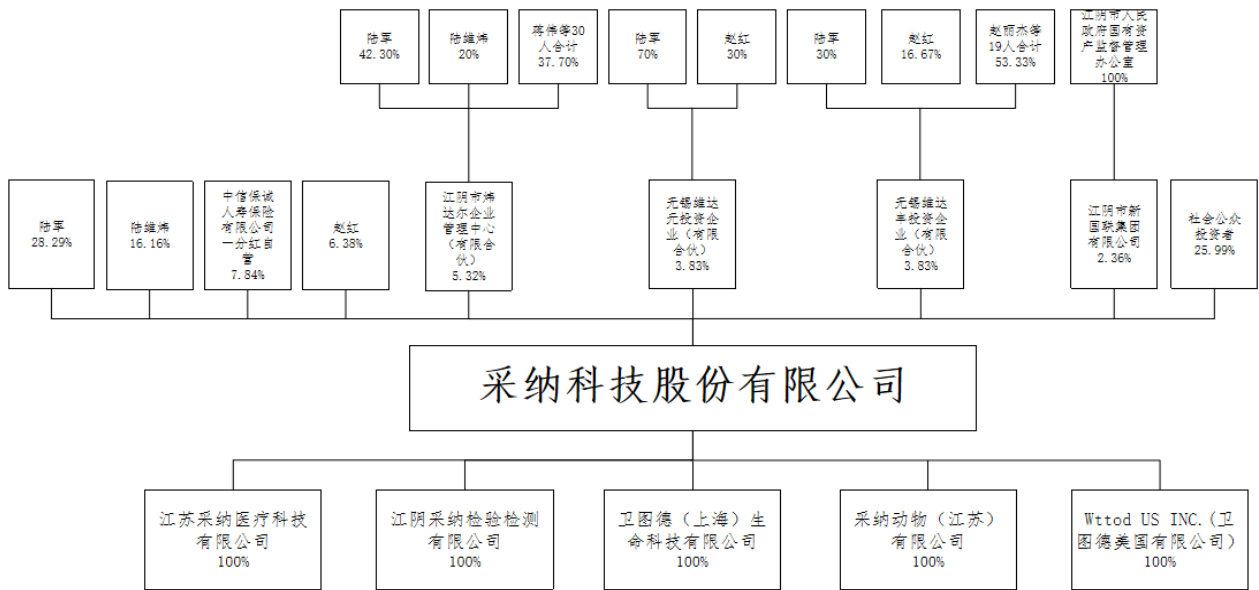 陆军
42.30%
陆维炜
20%
蒋伟等30
人合计
37.70%
陆军
70%
赵红
30%
陆军
30%
赵红
16.67%
赵丽杰等
19人合计
53.33%
江阴市人民
政府国有资
产监督管理
办公室
100%
陆军
28.29%
陆维炜
16.16%
中信保诚
人寿保险
有限公司
一分红自
营
7.84%
赵红
6.38%
江阴市炜
达尔企业
管理中心
（有限合
伙）
5.32%
无锡维达
元投资企
业（有限
合伙）
3.83%
无锡维达
丰投资企
业（有限
合伙）
3.83%
江阴市新
国联集团
有限公司
2.36%
社会公众
投资者
25.99%
采纳科技股份有限公司
江苏采纳医疗科技
有限公司
100%
江阴采纳检验检测
有限公司
100%
卫图德（上海）生
命科技有限公司
100%
采纳动物（江苏）
有限公司
100%
Wttod US INC.(卫
图德美国有限公司）
100%